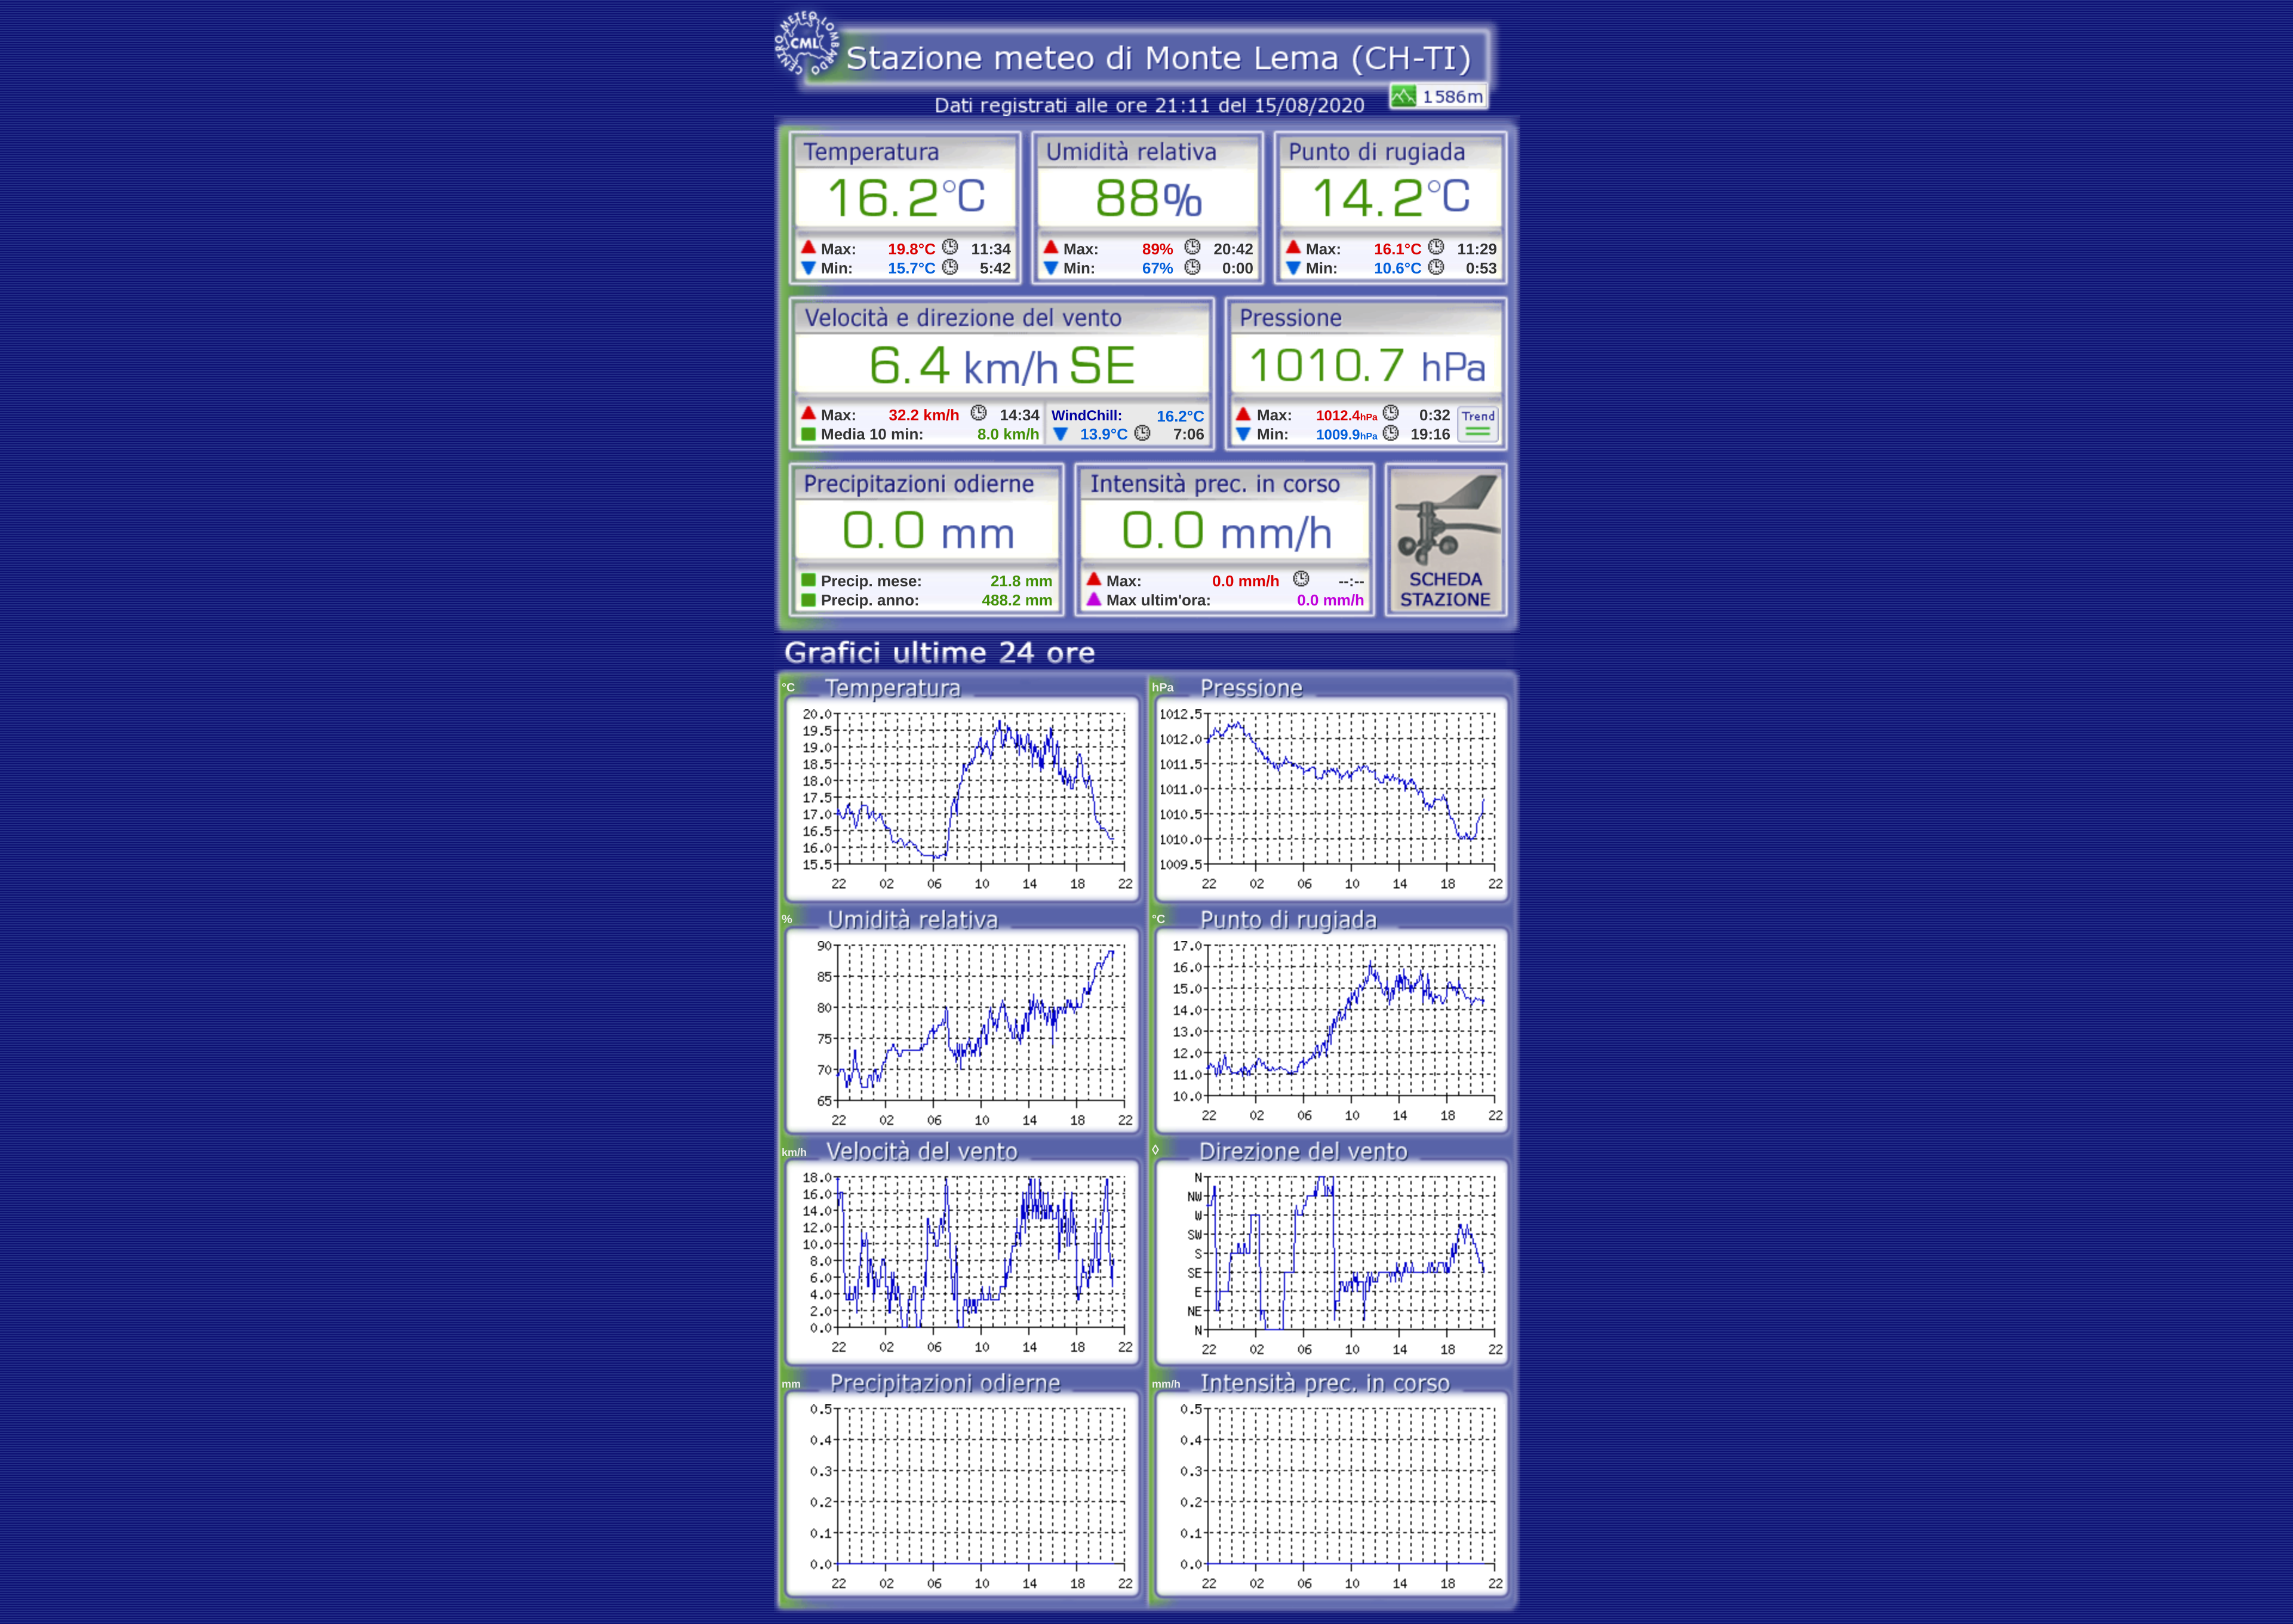 CENTRO METEO LOMBARDO
CML
Stazione meteo di Monte Lema (CH-TI)
1586m
Dati registrati alle ore 21:11 del 15/08/2020
Temperatura Umidità relativa Punto di rugiada
16.2°C 88% 14.2°C
Max: 19.8°C 11:34 Max: 89% 20:42 Max: 16.1°C 11:29
Min: 15.7°C 5:42 Min: 67% 0:00 Min: 10.6°C 0:53
Velocità e direzione del vento Pressione
6.4 km/h SE 1010.7 hPa
Max: 32.2 km/h 14:34 WindChill: 16.2°C Max: 1012.4hPa 0:32 Trend
Media 10 min: 8.0 km/h 13.9°C 7:06 Min: 1009.9hPa 19:16
Precipitazioni odierne Intensità prec. in corso
0.0 mm 0.0 mm/h
Precip. mese: 21.8 mm Max: 0.0 mm/h --:-- SCHEDA
Precip. anno: 488.2 mm Max ultim'ora: 0.0 mm/h STAZIONE
Grafici ultime 24 ore
°C Temperatura
20.0
19.5
19.0
18.5
18.0
17.5
17.0
16.5
16.0
15.5
22 02 06 10 14 18 22
hPa Pressione
1012.5
1012.0
1011.5
1011.0
1010.5
1010.0
1009.5
22 02 06 10 14 18 22
% Umidità relativa
90
85
80
75
70
65
22 02 06 10 14 18 22
°C Punto di rugiada
17.0
16.0
15.0
14.0
13.0
12.0
11.0
10.0
22 02 06 10 14 18 22
km/h Velocità del vento
18.0
16.0
14.0
12.0
10.0
8.0
6.0
4.0
2.0
0.0
22 02 06 10 14 18 22
◊ Direzione del vento
N
NW
W
SW
S
SE
E
NE
N
22 02 06 10 14 18 22
mm Precipitazioni odierne
0.5
0.4
0.3
0.2
0.1
0.0
22 02 06 10 14 18 22
mm/h Intensità prec. in corso
0.5
0.4
0.3
0.2
0.1
0.0
22 02 06 10 14 18 22